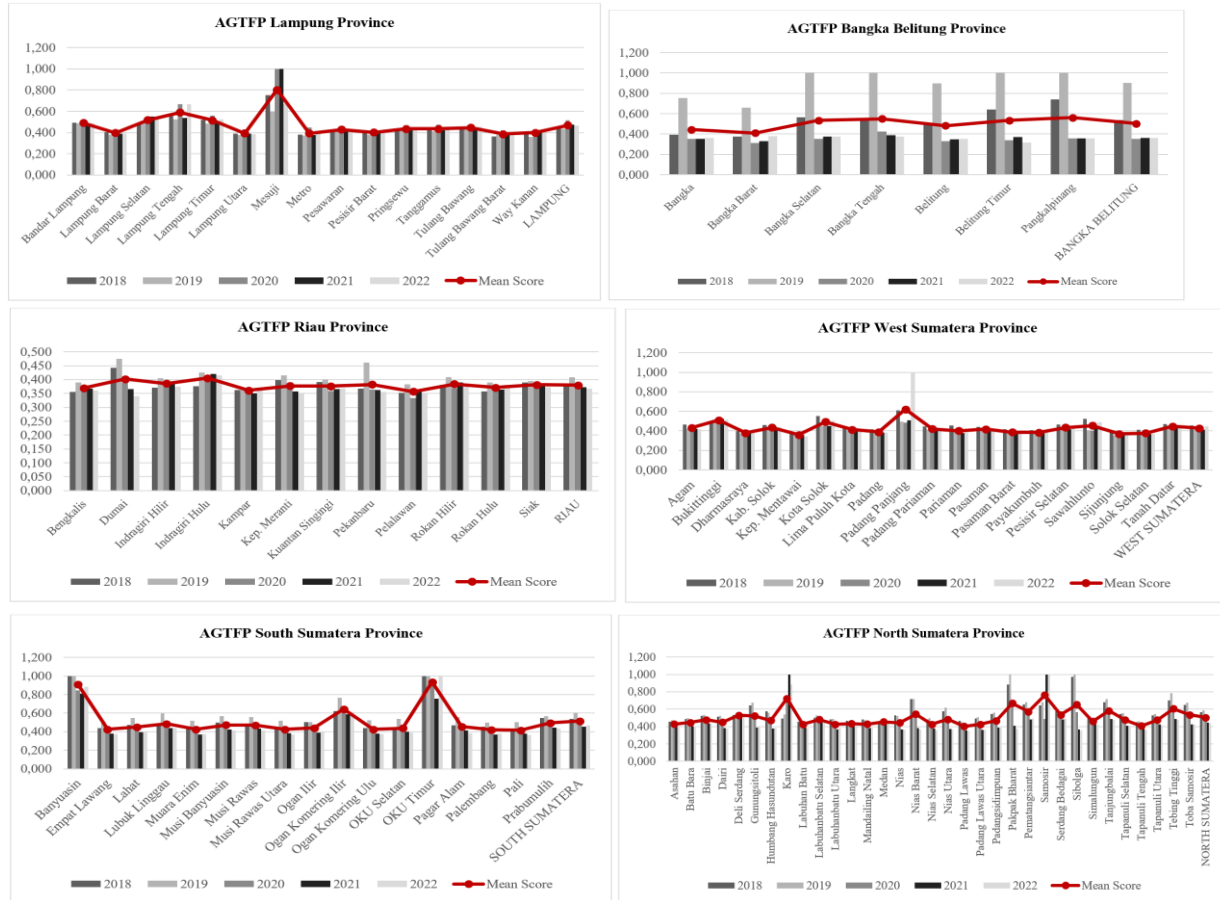 AGTFP Lampung Province
1,200
1,000
0,800
0,600
0,400
0,200
0,000
Bandar Lampung
Lampung Barat
Lampung Selatan
Lampung Tengah
Lampung Timur
Lampung Utara
Mesuji
Metro
Pesawaran
Pesisir Barat
Pringsewu
Tanggamus
Tulang Bawang
Tulang Bawang Barat
Way Kanan
LAMPUNG
2018 2019 2020 2021 2022 Mean Score
AGTFP Bangka Belitung Province
1,200
1,000
0,800
0,600
0,400
0,200
0,000
Bangka
Bangka Barat
Bangka Selatan
Bangka Tengah
Belitung
Belitung Timur
Pangkalpinang
BANGKA BELITUNG
2018 2019 2020 2021 2022 Mean Score
AGTFP Riau Province
0,500
0,450
0,400
0,350
0,300
0,250
0,200
0,150
0,100
0,050
0,000
Bengkalis
Dumai
Indragiri Hilir
Indragiri Hulu
Kampar
Kep. Meranti
Kuantan Singingi
Pekanbaru
Pelalawan
Rokan Hilir
Rokan Hulu
Siak
RIAU
2018 2019 2020 2021 2022 Mean Score
AGTFP West Sumatera Province
1,200
1,000
0,800
0,600
0,400
0,200
0,000
Agam
Bukittinggi
Dharmasraya
Kab. Solok
Kep. Mentawai
Kota Solok
Lima Puluh Kota
Padang
Padang Panjang
Padang Pariaman
Pariaman
Pasaman
Pasaman Barat
Payakumbuh
Pesisir Selatan
Sawahlunto
Sijunjung
Solok Selatan
Tanah Datar
WEST SUMATERA
2018 2019 2020 2021 2022 Mean Score
AGTFP South Sumatera Province
1,200
1,000
0,800
0,600
0,400
0,200
0,000
Banyuasin
Empat Lawang
Lahat
Lubuk Linggau
Muara Enim
Musi Banyuasin
Musi Rawas
Musi Rawas Utara
Ogan Ilir
Ogan Komering Ilir
Ogan Komering Ulu
OKU Selatan
OKU Timur
Pagar Alam
Palembang
Pali
Prabumulih
SOUTH SUMATERA
2018 2019 2020 2021 2022 Mean Score
AGTFP North Sumatera Province
1,200
1,000
0,800
0,600
0,400
0,200
0,000
Asahan
Batu Bara
Binjai
Dairi
Deli Serdang
Gunungsitoli
Humbang Hasundutan
Karo
Labuhan Batu
Labuhanbatu Selatan
Labuhanbatu Utara
Langkat
Mandailing Natal
Medan
Nias
Nias Barat
Nias Selatan
Nias Utara
Padang Lawas
Padang Lawas Utara
Padangsidimpuan
Pakpak Bharat
Pematangsiantar
Samosir
Serdang Bedagai
Sibolga
Simalungun
Tanjungbalai
Tapanuli Selatan
Tapanuli Tengah
Tapanuli Utara
Tebing Tinggi
Toba Samosir
NORTH SUMATERA
2018 2019 2020 2021 2022 Mean Score